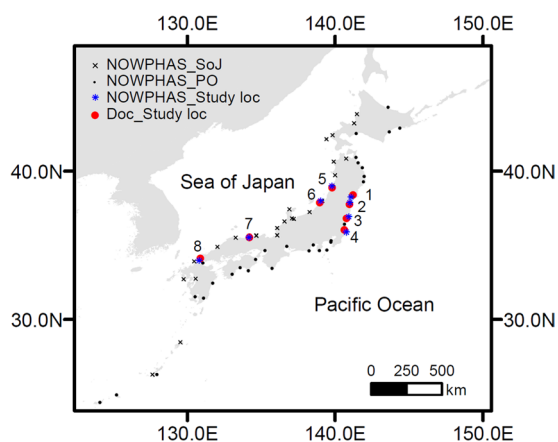 130.0E 140.0E 150.0E
NOWPHAS_SoJ
NOWPHAS_PO
NOWPHAS_Study loc
Doc_Study loc
40.0N 40.0N
Sea of Japan
5
6
1
2
7
3
8
4
30.0N 30.0N
Pacific Ocean
0 250 500
km
130.0E 140.0E 150.0E